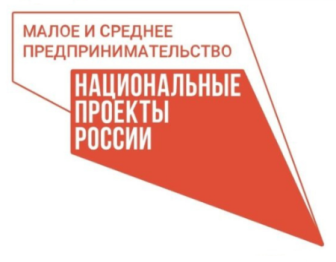 МАЛОЕ И СРЕДНЕЕ
ПРЕДПРИНИМАТЕЛЬСТВО
НАЦИОНАЛЬНЫЕ
ПРОЕКТЫ
РОССИИ